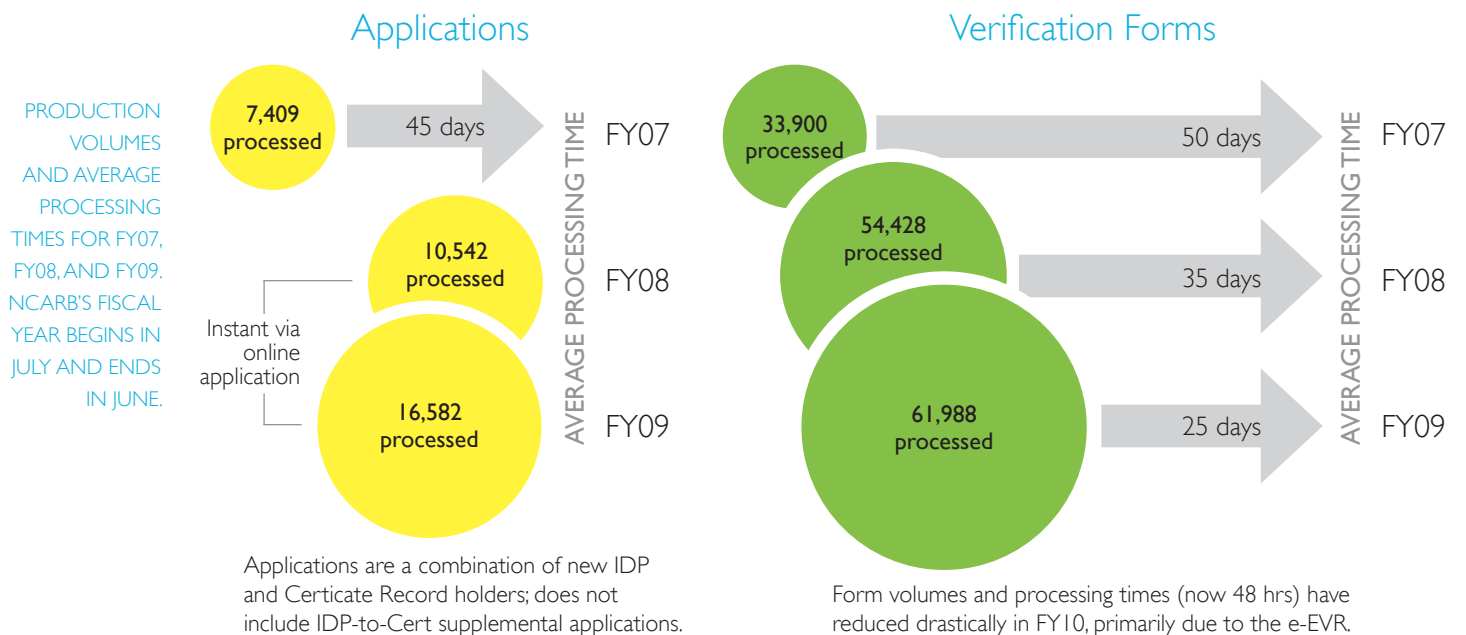 Applications
Verification Forms
PRODUCTION
VOLUMES
AND AVERAGE
PROCESSING
TIMES FOR FY07,
FY08, AND FY09.
NCARB'S FISCAL
YEAR BEGINS IN
JULY AND ENDS
IN JUNE.
7,409
processed
45 days
FY07
10,542
processed
FY08
Instant via
online
application
16,582
processed
FY09
AVERAGE PROCESSING TIME
Applications are a combination of new IDP
and Certicate Record holders; does not
include IDP-to-Cert supplemental applications.
33,900
processed
50 days
FY07
54,428
processed
35 days
FY08
61,988
processed
25 days
FY09
AVERAGE PROCESSING TIME
Form volumes and processing times (now 48 hrs) have
reduced drastically in FY10, primarily due to the e-EVR.